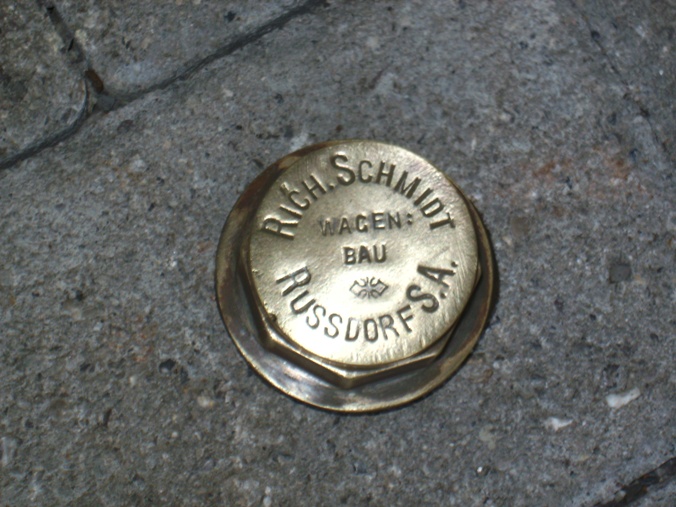 RICH. SCHMIDT
WAGEN:
BAU
RUSSDORF S.A.